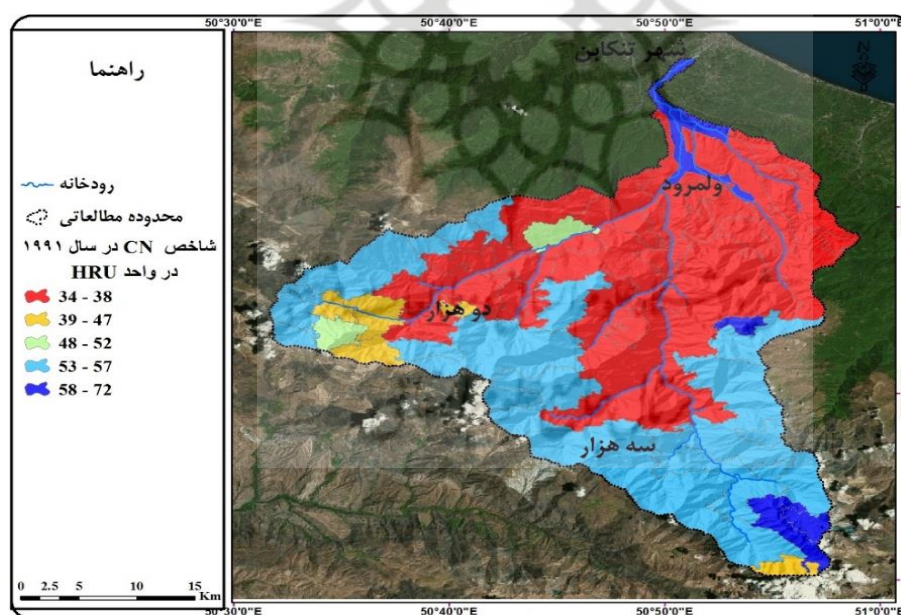 50°30'0"E 50°40'0"E 50°50'0"E 51°0'0"E
راهنما
رودخانه
محدوده مطالعاتی
شاخص CN در سال ۱۹۹۱
در واحد HRU
34 - 38
39 - 47
48 - 52
53 - 57
58 - 72
0 2.5 5 10 15
Km
شهر تنکابن
N
ولمرود
دو هزار
سه هزار
50°30'0"E 50°40'0"E 50°50'0"E 51°0'0"E